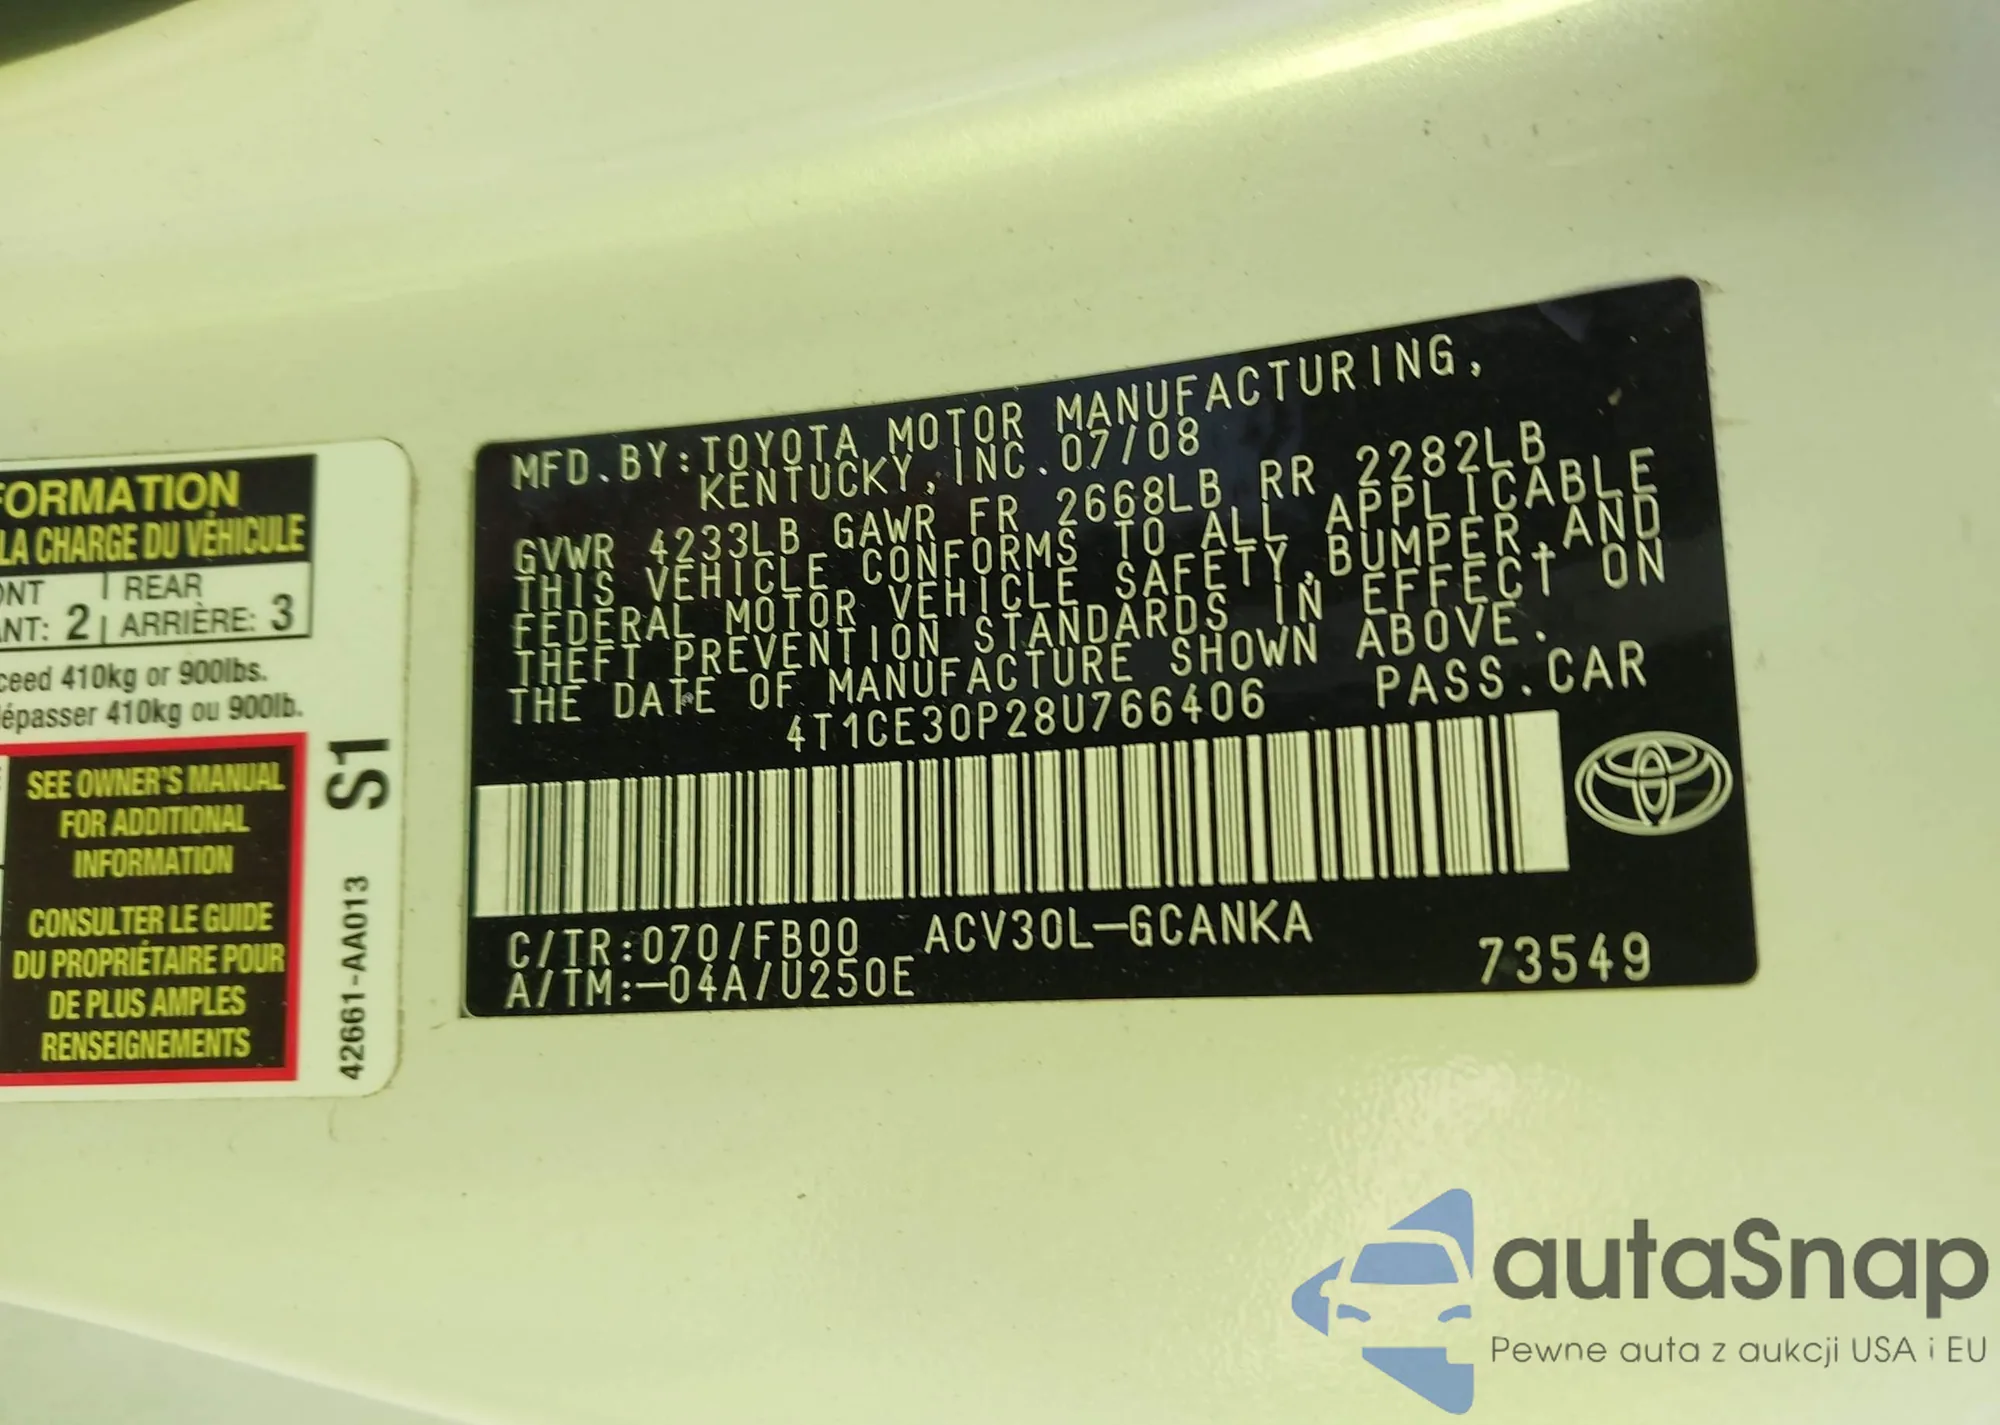 FORMATION
LA CHARGE DU VÉHICULE
REAR
ANT: 2 ARRIÈRE: 3
ceed 410kg or 900lbs.
dépasser 410kg ou 900lb.
SEE OWNER'S MANUAL
FOR ADDITIONAL
INFORMATION
CONSULTER LE GUIDE
DU PROPRIÉTAIRE POUR
DE PLUS AMPLES
RENSEIGNEMENTS
S1
42661-AA013
MFD.BY:TOYOTA MOTOR MANUFACTURING,
KENTUCKY,INC.07/08
GVWR 4233LB GAWR FR 2668LB RR 2282LB
THIS VEHICLE CONFORMS TO ALL APPLICABLE
FEDERAL MOTOR VEHICLE SAFETY,BUMPER,AND
THEFT PREVENTION STANDARDS IN EFFECT ON
THE DATE OF MANUFACTURE SHOWN ABOVE.
4T1CE30P28U766406 PASS.CAR
C/TR:070/FB00 ACV30L-GCANKA
A/TM:-04A/U250E 73549
autaSnap
Pewne auta z aukcji USA i EU